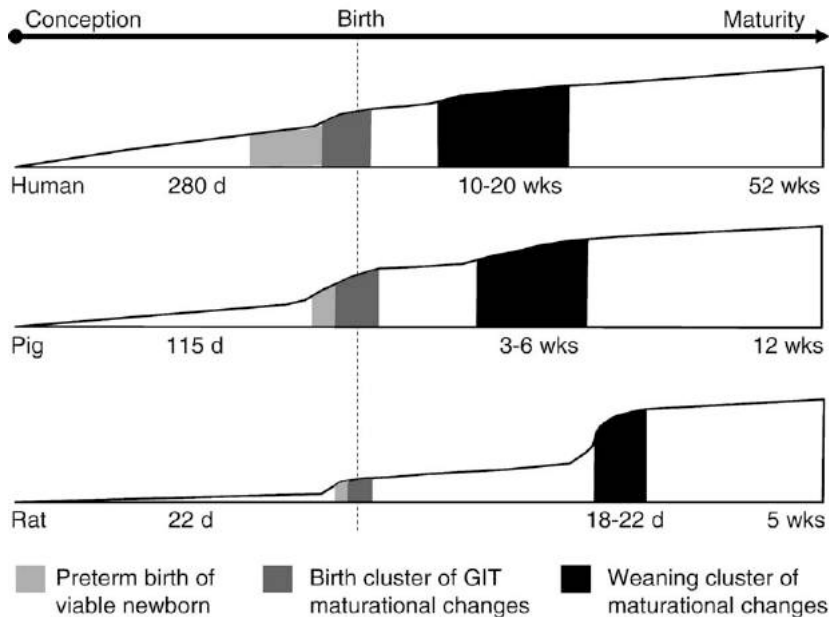 Conception Birth Maturity
Human 280 d 10-20 wks 52 wks
Pig 115 d 3-6 wks 12 wks
Rat 22 d 18-22 d 5 wks
Preterm birth of Birth cluster of GIT Weaning cluster of
viable newborn maturational changes maturational changes